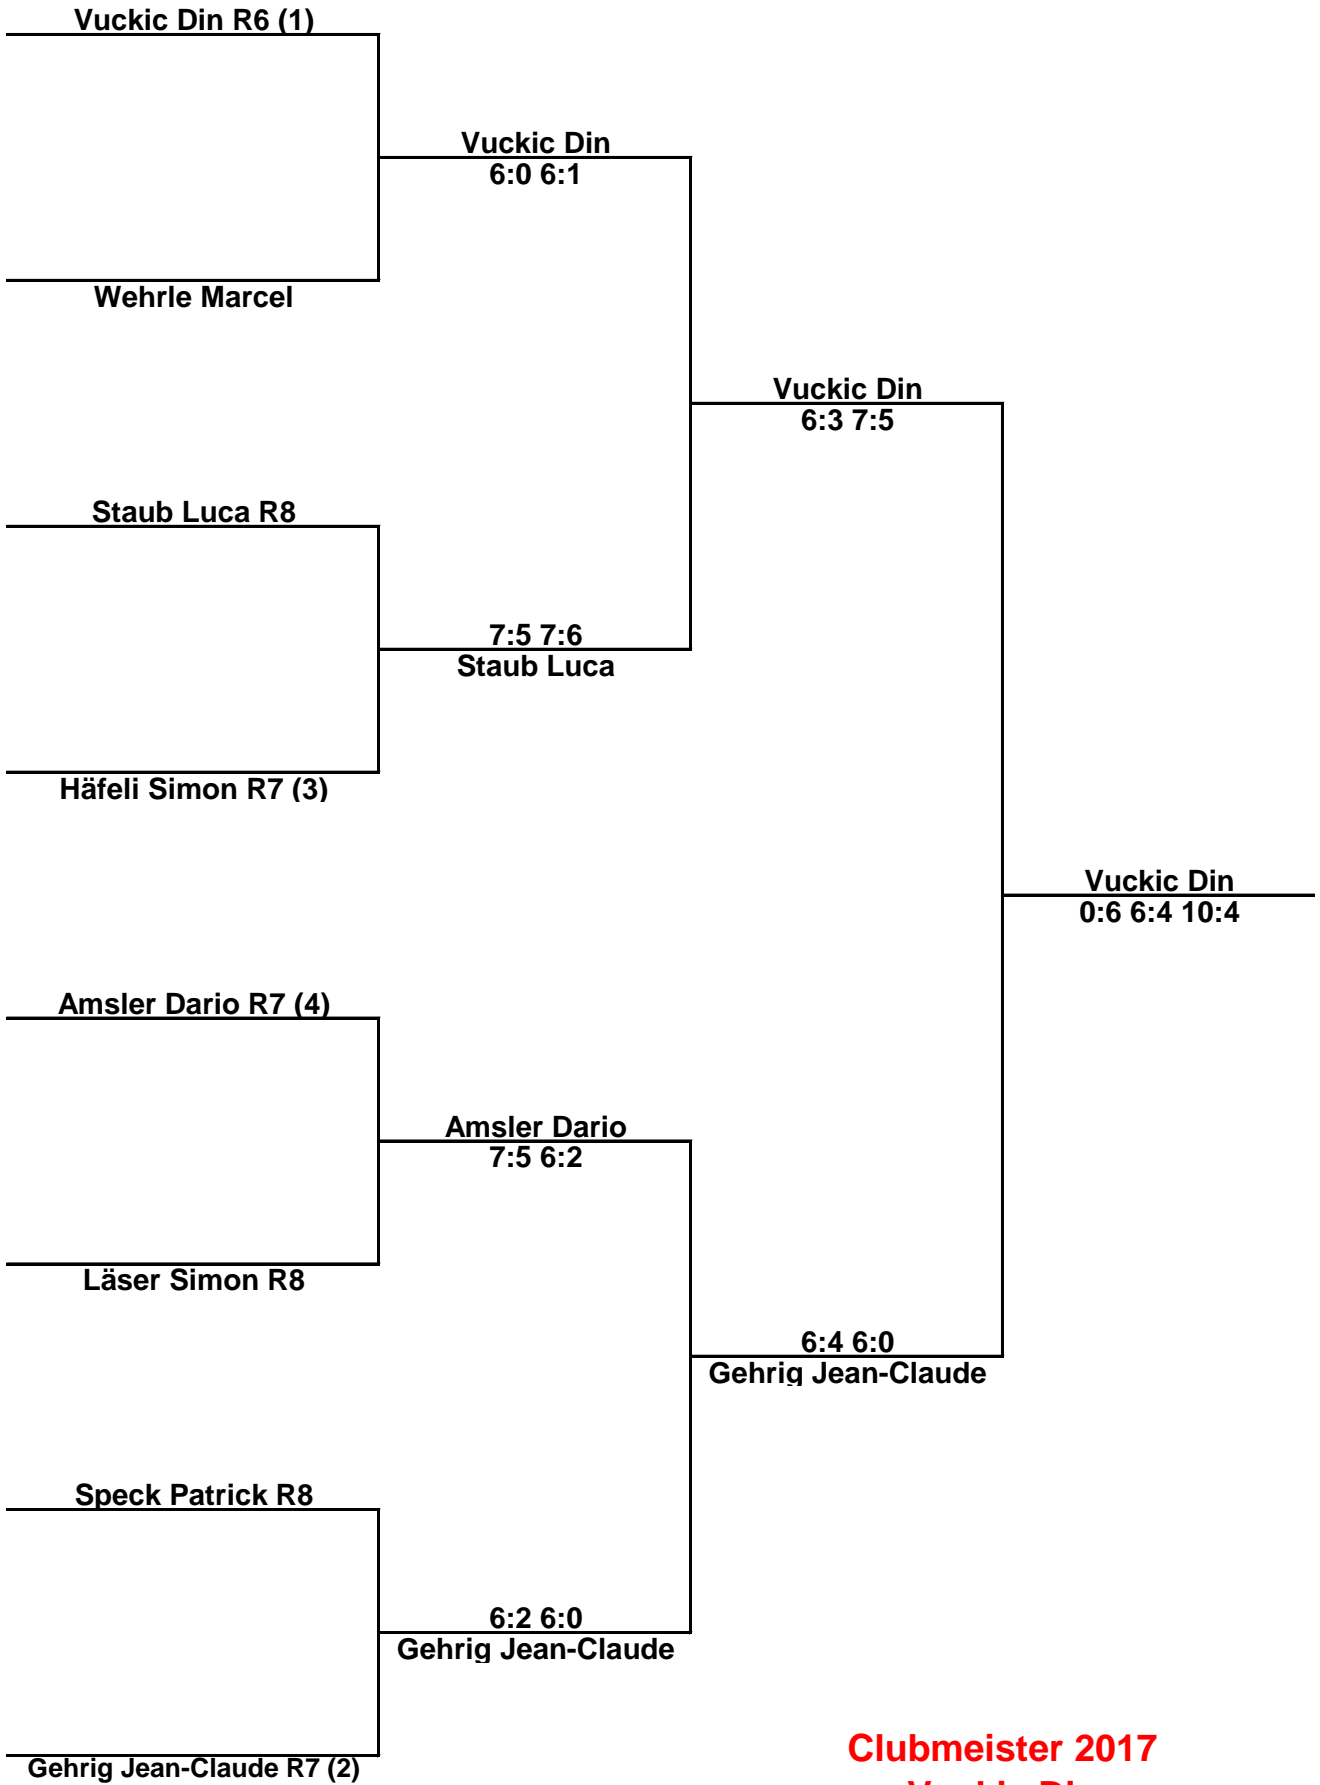 Vuckic Din R6 (1)
Vuckic Din
6:0 6:1
Wehrle Marcel
Vuckic Din
6:3 7:5
Staub Luca R8
7:5 7:6
Staub Luca
Häfeli Simon R7 (3)
Vuckic Din
0:6 6:4 10:4
Amsler Dario R7 (4)
Amsler Dario
7:5 6:2
Läser Simon R8
6:4 6:0
Gehrig Jean-Claude
Speck Patrick R8
6:2 6:0
Gehrig Jean-Claude
Gehrig Jean-Claude R7 (2)
Clubmeister 2017
Vuckic Din